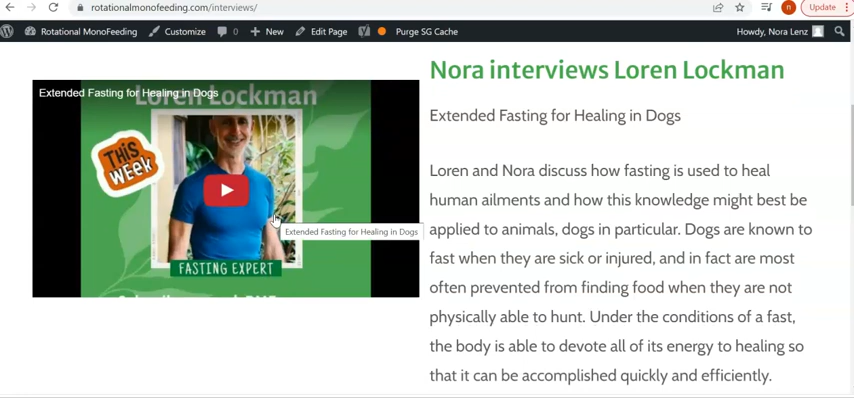 rotationalmonofeeding.com/interviews/
Update
Rotational MonoFeeding Customize 0 New Edit Page Purge SG Cache Howdy, Nora Lenz
Extended Fasting for Healing in Dogs
Loren Lockman
THIS
WEEK
FASTING EXPERT
Extended Fasting for Healing in Dogs
Nora interviews Loren Lockman
Extended Fasting for Healing in Dogs
Loren and Nora discuss how fasting is used to heal
human ailments and how this knowledge might best be
applied to animals, dogs in particular. Dogs are known to
fast when they are sick or injured, and in fact are most
often prevented from finding food when they are not
physically able to hunt. Under the conditions of a fast,
the body is able to devote all of its energy to healing so
that it can be accomplished quickly and efficiently.